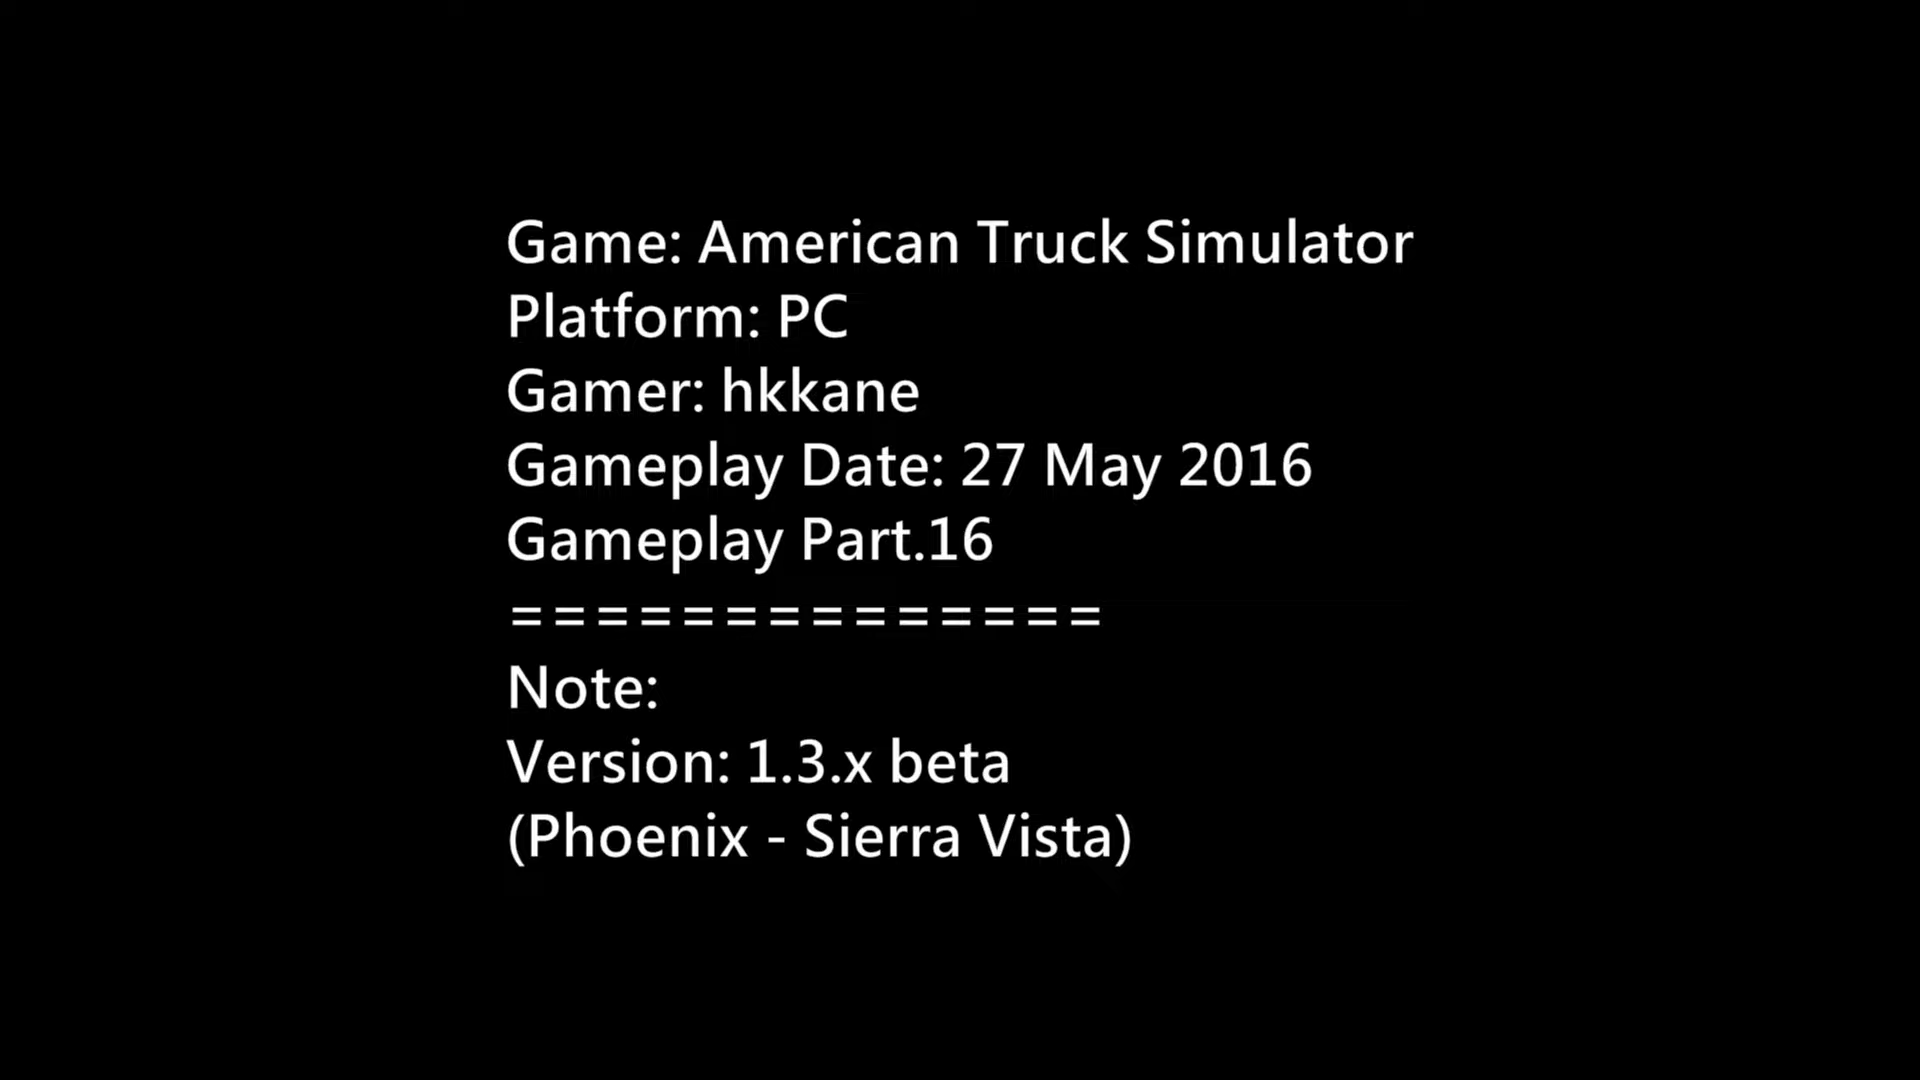 Game: American Truck Simulator
Platform: PC
Gamer: hkkane
Gameplay Date: 27 May 2016
Gameplay Part.16
==============
Note:
Version: 1.3.x beta
(Phoenix - Sierra Vista)